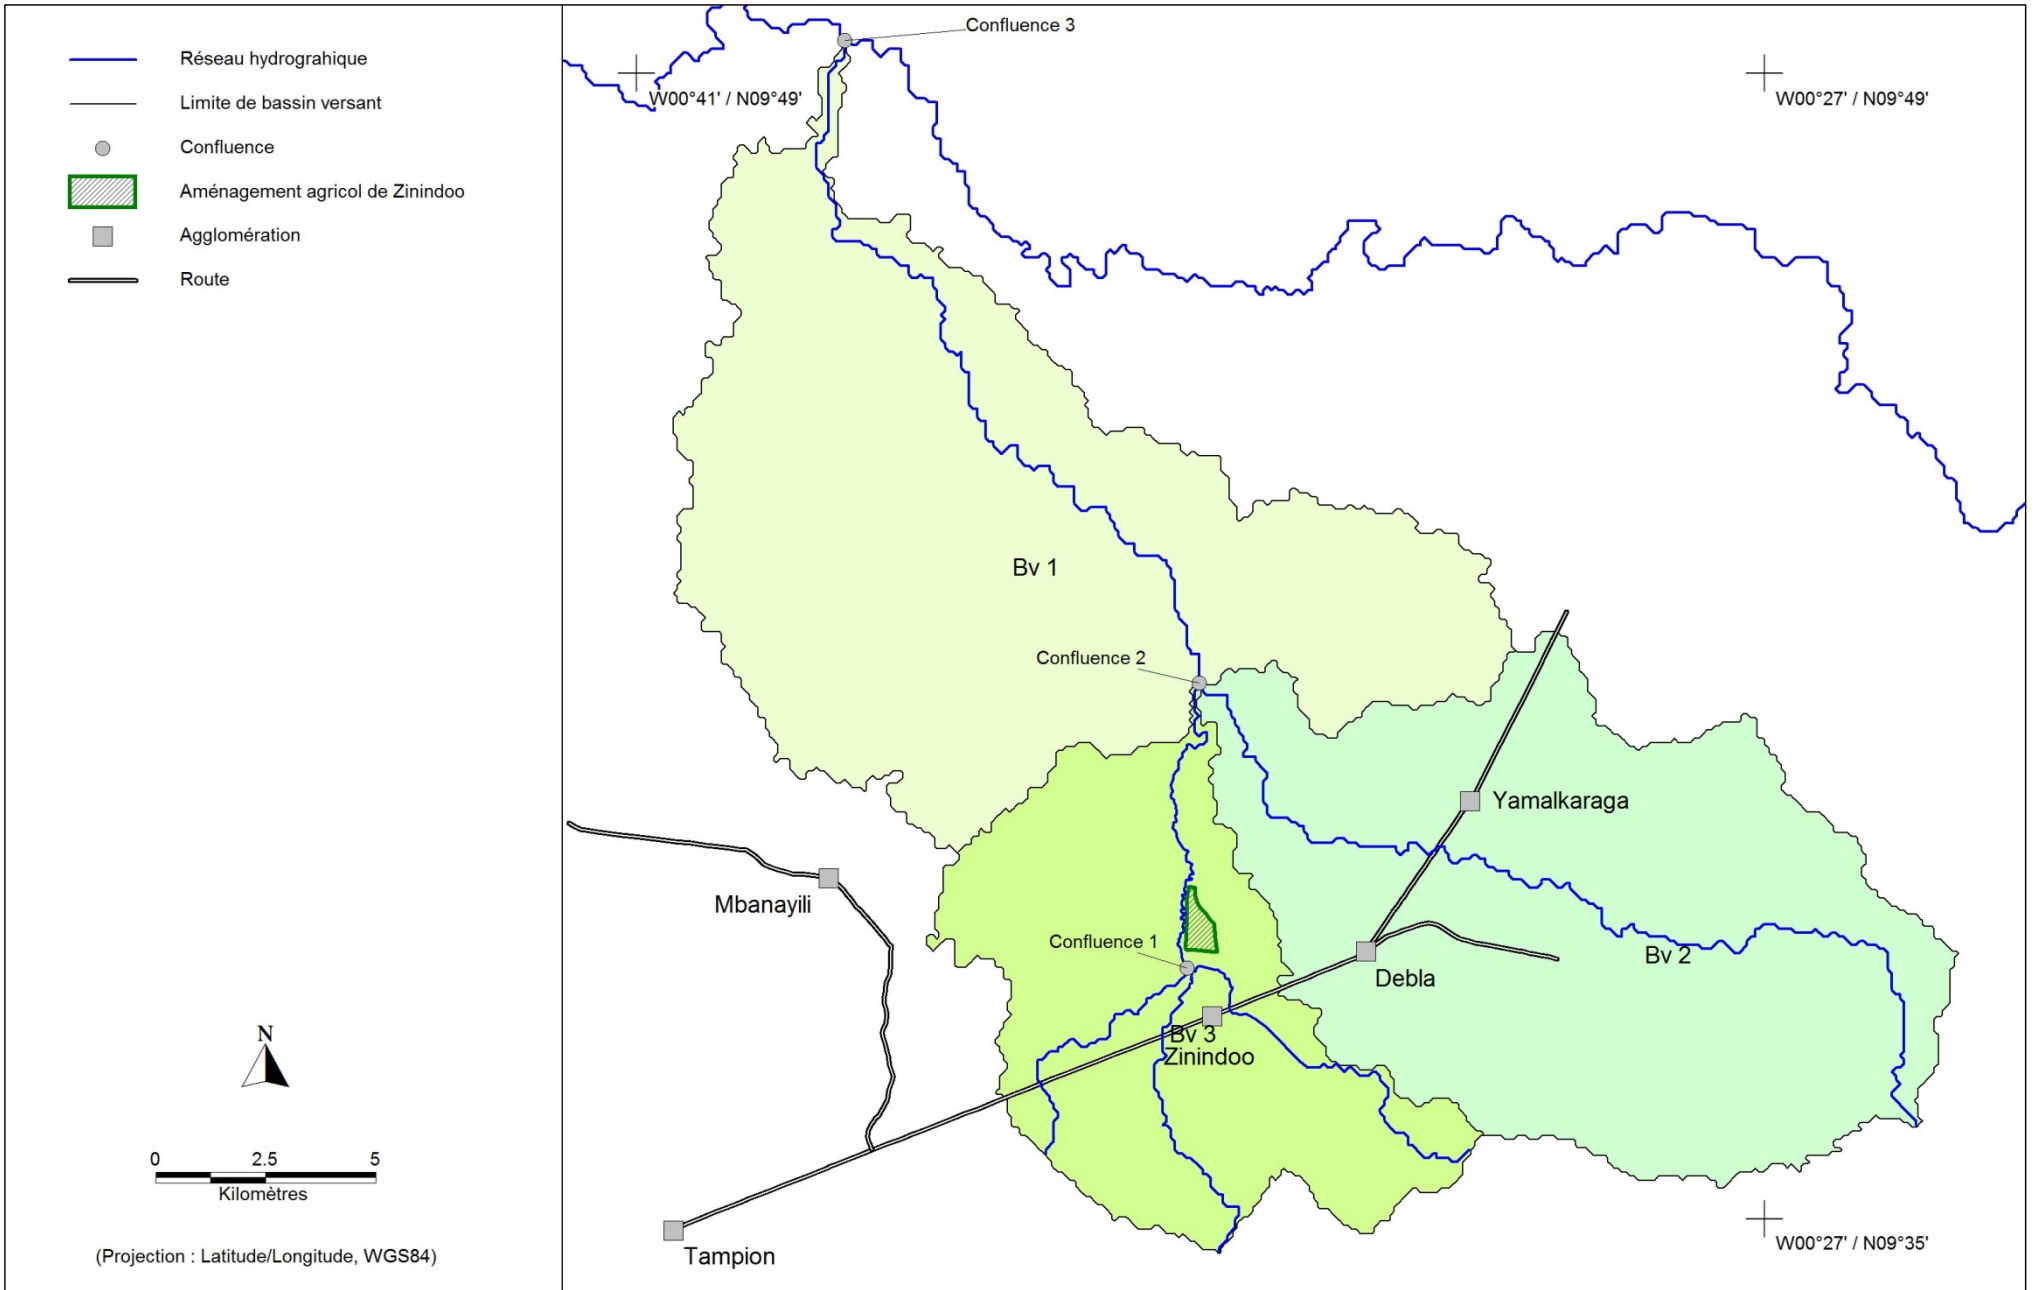 Réseau hydrograhique
Limite de bassin versant
Confluence
Aménagement agricol de Zinindoo
Agglomération
Route
N
0 2.5 5
Kilomètres
(Projection : Latitude/Longitude, WGS84)
Confluence 3
W00°41' / N09°49'
W00°27' / N09°49'
Bv 1
Confluence 2
Yamalkaraga
Mbanayili
Confluence 1
Bv 2
Debla
Bv 3
Zinindoo
W00°27' / N09°35'
Tampion